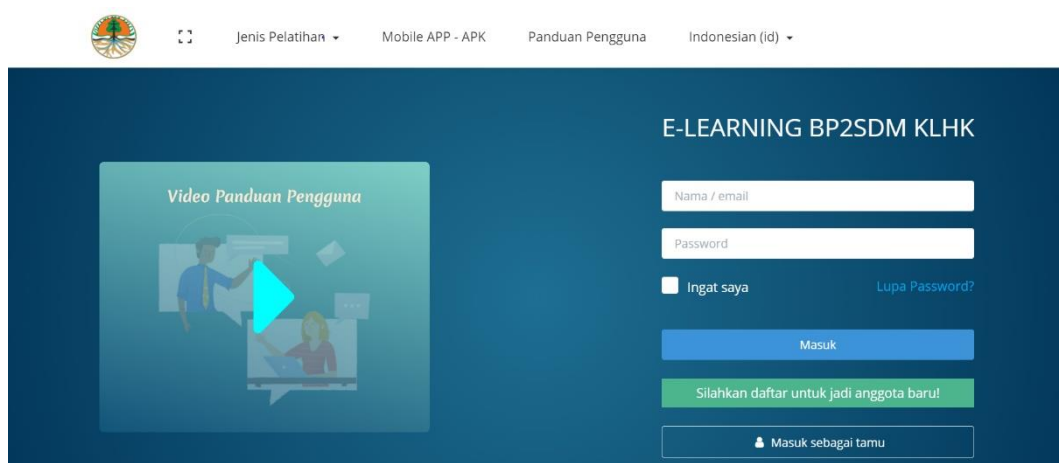 Jenis Pelatihan
Mobile APP - APK
Panduan Pengguna
Indonesian (id)
E-LEARNING BP2SDM KLHK
Video Panduan Pengguna
Nama / email
Password
Ingat saya
Lupa Password?
Masuk
Silahkan daftar untuk jadi anggota baru!
Masuk sebagai tamu